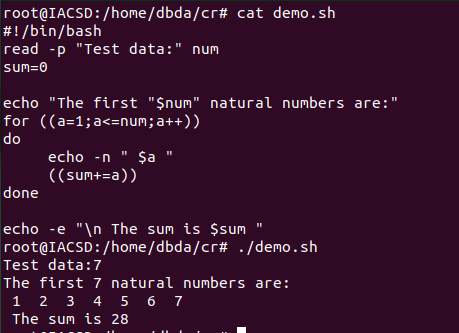 root@IACSD:/home/dbda/cr# cat demo.sh
#!/bin/bash
read -p "Test data:" num
sum=0

echo "The first "$num" natural numbers are:"
for ((a=1;a<=num;a++))
do
     echo -n " $a "
     ((sum+=a))
done

echo -e "\n The sum is $sum "
root@IACSD:/home/dbda/cr# ./demo.sh
Test data:7
The first 7 natural numbers are:
 1  2  3  4  5  6  7
 The sum is 28